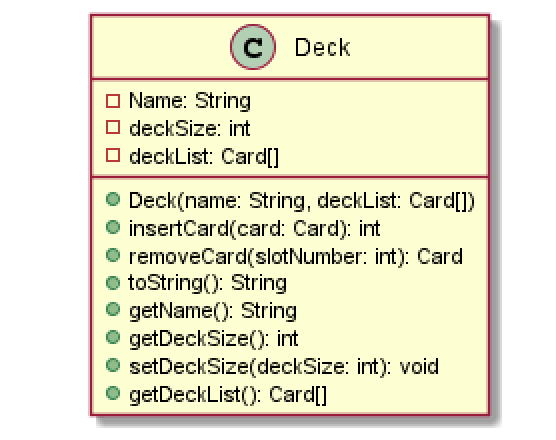 C Deck
Name: String
deckSize: int
deckList: Card[]
Deck(name: String, deckList: Card[])
insertCard(card: Card): int
removeCard(slotNumber: int): Card
toString(): String
getName(): String
getDeckSize(): int
setDeckSize(deckSize: int): void
getDeckList(): Card[]